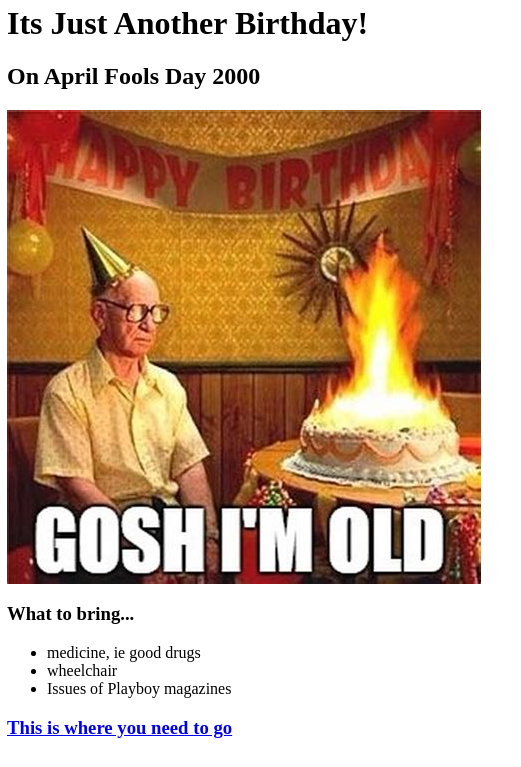 Its Just Another Birthday!
On April Fools Day 2000
HAPPY BIRTHDAY
GOSH I'M OLD
What to bring...
medicine, ie good drugs
wheelchair
Issues of Playboy magazines
This is where you need to go